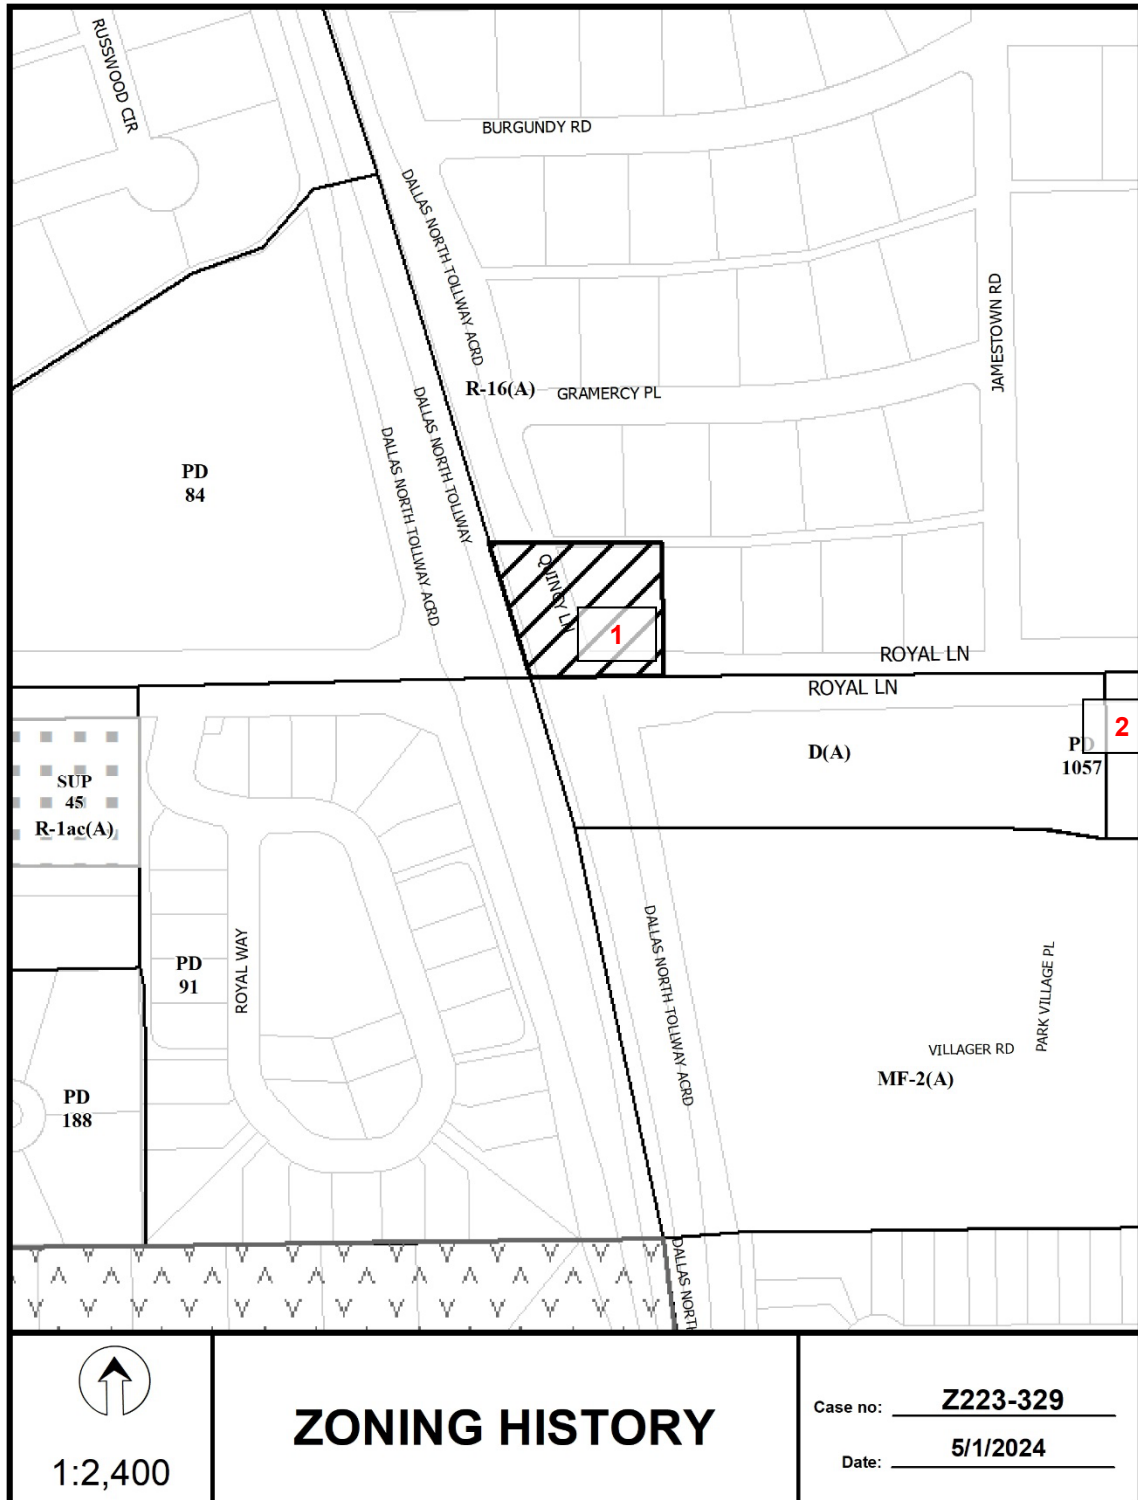 RUSSWOOD CIR
BURGUNDY RD
DALLAS NORTH TOLLWAY ACRD
JAMESTOWN RD
R-16(A)
GRAMERCY PL
DALLAS NORTH TOLLWAY
DALLAS NORTH TOLLWAY ACRD
PD
84
QUINCY LN
1
ROYAL LN
ROYAL LN
2
D(A)
PD
1057
SUP
45
R-1ac(A)
DALLAS NORTH TOLLWAY ACRD
ROYAL WAY
PD
91
PARK VILLAGE PL
VILLAGER RD
MF-2(A)
PD
188
DALLAS NORTH
1:2,400
ZONING HISTORY
Case no: Z223-329
Date: 5/1/2024